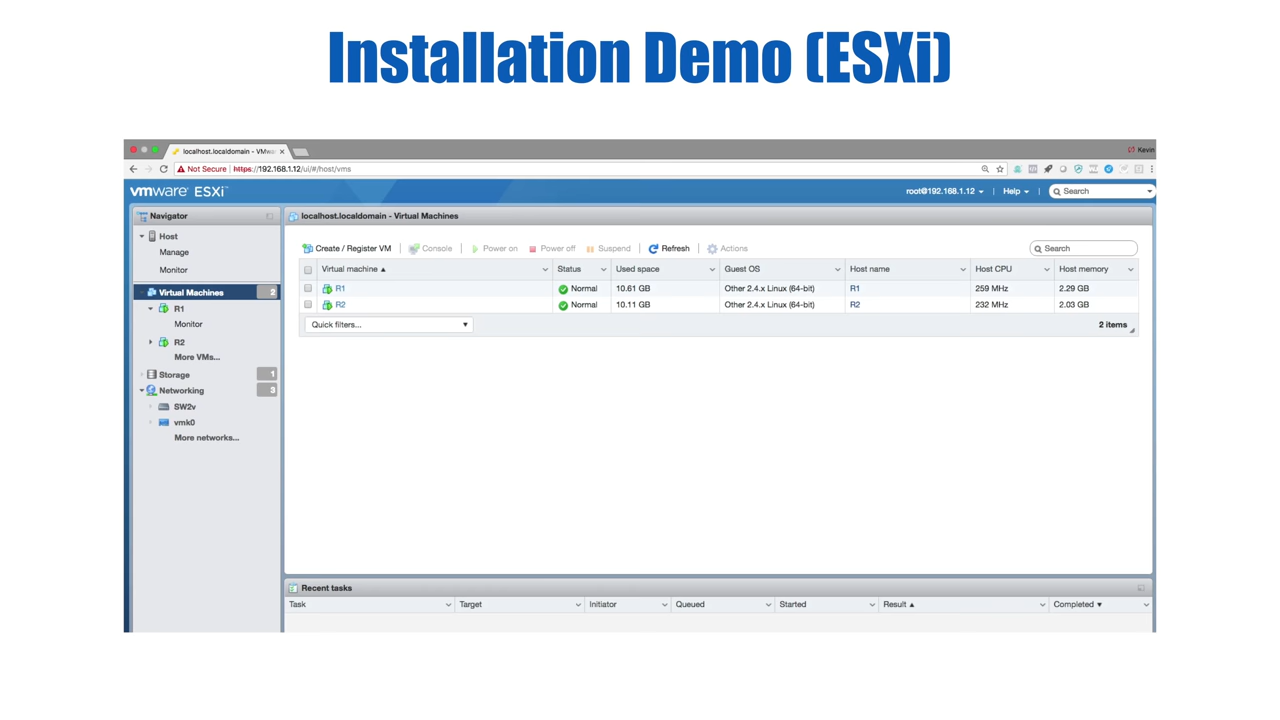 Installation Demo (ESXi)
localhost.localdomain - VMwa
Kevin
Not Secure https://192.168.1.12/ui/#/host/vms
vmware ESXi™
root@192.168.1.12 | Help | Search
Navigator
localhost.localdomain - Virtual Machines
Host
Manage
Monitor
Virtual Machines 2
R1
Monitor
R2
More VMs...
Storage 1
Networking 3
SW2v
vmk0
More networks...
Create / Register VM | Console | Power on Power off Suspend | Refresh | Actions Search
Virtual machine Status Used space Guest OS Host name Host CPU Host memory
R1 Normal 10.61 GB Other 2.4.x Linux (64-bit) R1 259 MHz 2.29 GB
R2 Normal 10.11 GB Other 2.4.x Linux (64-bit) R2 232 MHz 2.03 GB
Quick filters... 2 items
Recent tasks
Task Target Initiator Queued Started Result Completed